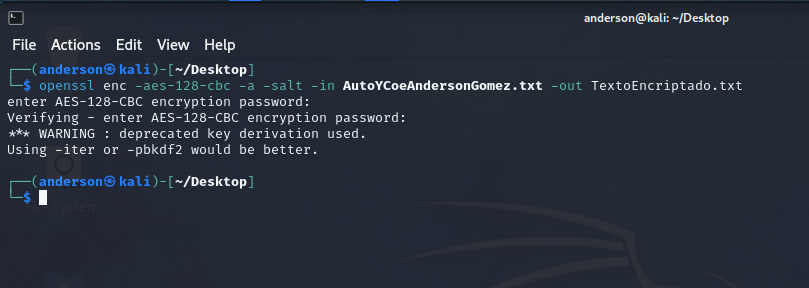 anderson@kali: ~/Desktop
File Actions Edit View Help
┌──(anderson㉿kali)-[~/Desktop]
└─$ openssl enc -aes-128-cbc -a -salt -in AutoYCoeAndersonGomez.txt -out TextoEncriptado.txt
enter AES-128-CBC encryption password:
Verifying - enter AES-128-CBC encryption password:
*** WARNING : deprecated key derivation used.
Using -iter or -pbkdf2 would be better.
┌──(anderson㉿kali)-[~/Desktop]
└─$
File System